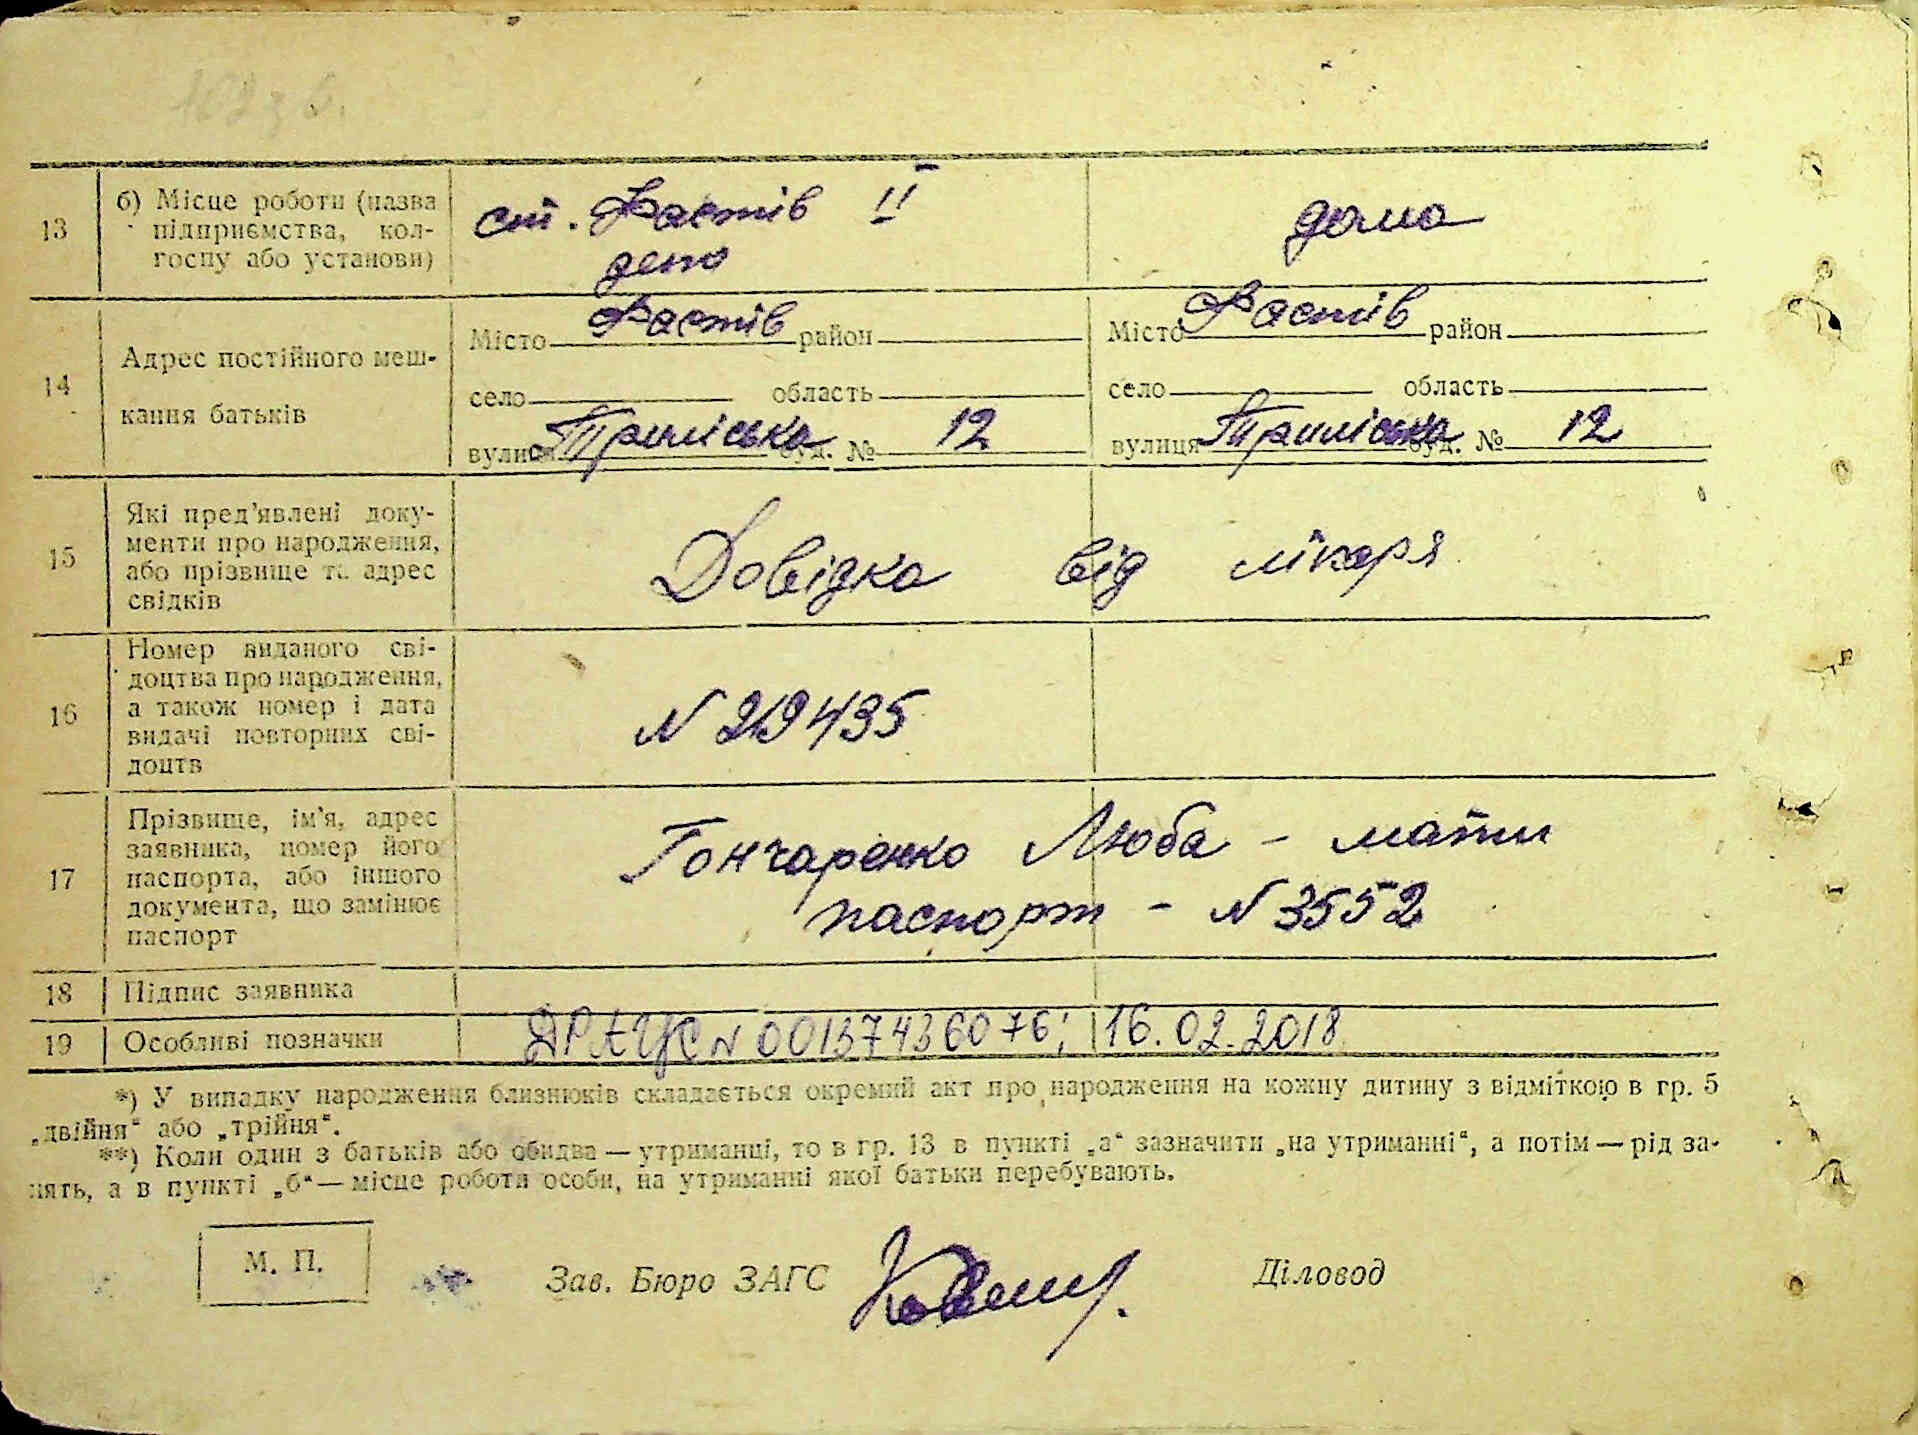 13
б) Місце роботи (назва
підприємства, кол-
госпу або установи)
ст. Фастів II
депо
дома
14
Адрес постійного меш-
кання батьків
Місто Фастів район
село область
вулиця Триліська буд. № 12
Місто Фастів район
село область
вулиця Триліська буд. № 12
15
Які пред'явлені доку-
менти про народження,
або прізвище та адрес
свідків
Довідка від лікаря
16
Номер виданого сві-
доцтва про народження,
а також номер і дата
видачі повторних сві-
доцтв
N 219435
17
Прізвище, ім'я, адрес
заявника, номер його
паспорта, або іншого
документа, що замінює
паспорт
Гончаренко Люба - мати
паспорт - N 3552
18
Підпис заявника
19
Особливі позначки
ДРАЦС N 00137436076; 16.02.2018
*) У випадку народження близнюків складається окремий акт про народження на кожну дитину з відміткою в гр. 5
„двійня“ або „трійня“.
**) Коли один з батьків або обидва — утриманці, то в гр. 13 в пункті „а“ зазначити „на утриманні“, а потім — рід за-
нять, а в пункті „б“ — місце роботи особи, на утриманні якої батьки перебувають.
М. П.
Зав. Бюро ЗАГС
Діловод